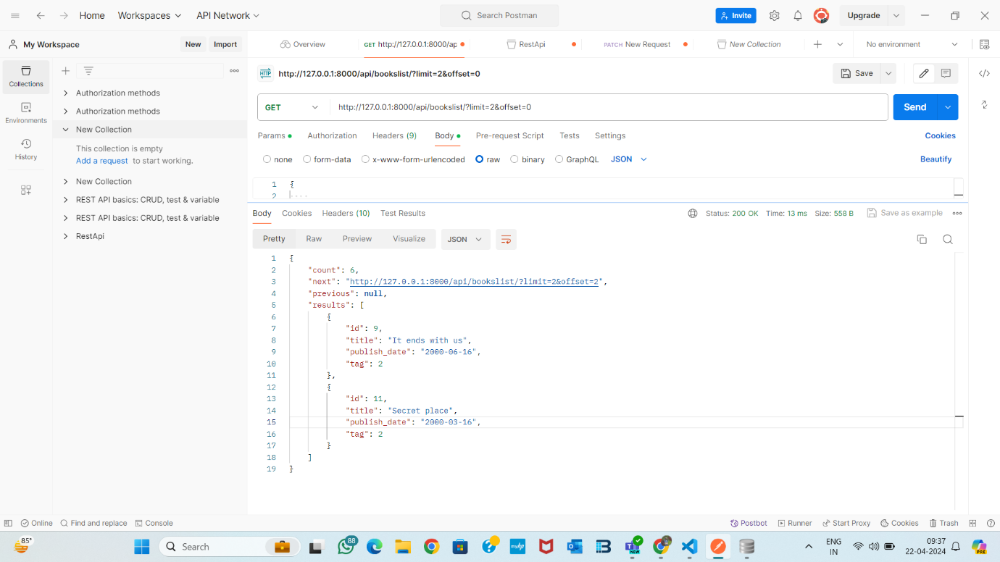 Home Workspaces API Network Search Postman Invite Upgrade
My Workspace New Import Overview GET http://127.0.0.1:8000/ap RestApi PATCH New Request New Collection No environment
Collections
Environments
History
Authorization methods
Authorization methods
New Collection
This collection is empty
Add a request to start working.
New Collection
REST API basics: CRUD, test & variable
REST API basics: CRUD, test & variable
RestApi
HTTP http://127.0.0.1:8000/api/bookslist/?limit=2&offset=0 Save
GET http://127.0.0.1:8000/api/bookslist/?limit=2&offset=0 Send
Params Authorization Headers (9) Body Pre-request Script Tests Settings Cookies
none form-data x-www-form-urlencoded raw binary GraphQL JSON Beautify
1 {
2 ....
Body Cookies Headers (10) Test Results Status: 200 OK Time: 13 ms Size: 558 B Save as example
Pretty Raw Preview Visualize JSON
1 {
2 "count": 6,
3 "next": "http://127.0.0.1:8000/api/bookslist/?limit=2&offset=2",
4 "previous": null,
5 "results": [
6 {
7 "id": 9,
8 "title": "It ends with us",
9 "publish_date": "2000-06-16",
10 "tag": 2
11 },
12 {
13 "id": 11,
14 "title": "Secret place",
15 "publish_date": "2000-03-16",
16 "tag": 2
17 }
18 ]
19 }
Online Find and replace Console Postbot Runner Start Proxy Cookies Trash
85° Search 88 myhp NEW ENG 09:37
IN 22-04-2024 PRE